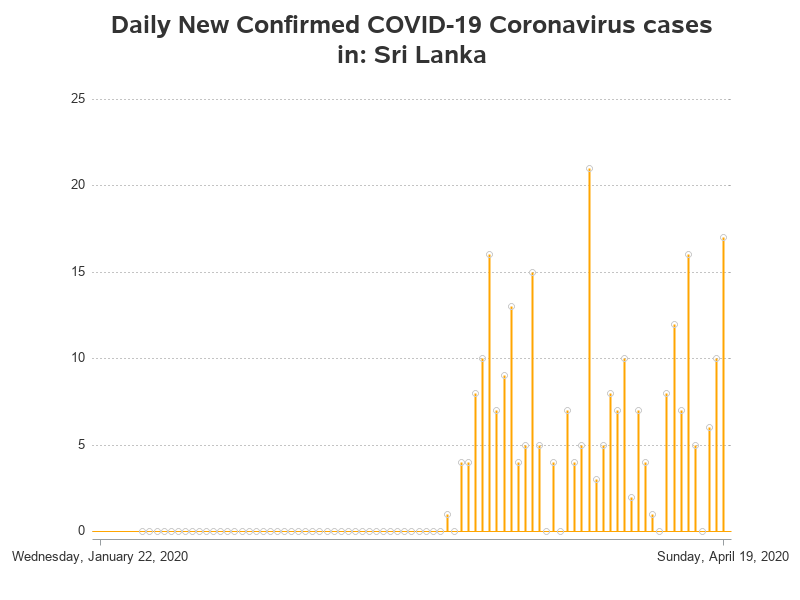 Daily New Confirmed COVID-19 Coronavirus cases
in: Sri Lanka
25
20
15
10
5
0
Wednesday, January 22, 2020
Sunday, April 19, 2020